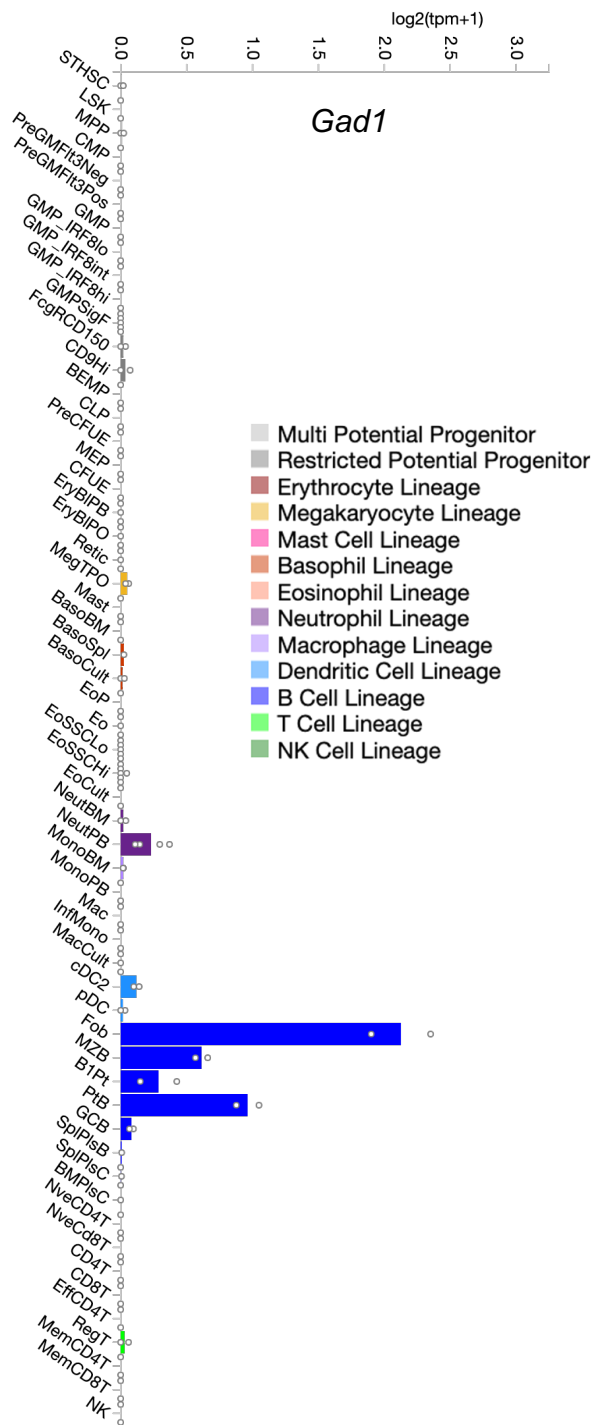 log2(tpm+1)
0.0 0.5 1.0 1.5 2.0 2.5 3.0
Gad1
STHSC
LSK
MPP
CMP
PreGMFlt3Neg
PreGMFlt3Pos
GMP
GMP_IRF8lo
GMP_IRF8int
GMP_IRF8hi
GMPSigF
FcgRCD150
CD9Hi
BEMP
CLP
PreCFUE
MEP
CFUE
EryBlPB
EryBlPO
Retic
MegTPO
Mast
BasoBM
BasoSpl
BasoCult
EoP
Eo
EoSSCLo
EoSSCHi
EoCult
NeutBM
NeutPB
MonoBM
MonoPB
Mac
InfMono
MacCult
cDC2
pDC
Fob
MZB
B1Pt
PtB
GCB
SplPlsB
SplPlsC
BMPlsC
NveCD4T
NveCd8T
CD4T
CD8T
EffCD4T
RegT
MemCD4T
MemCD8T
NK
Multi Potential Progenitor
Restricted Potential Progenitor
Erythrocyte Lineage
Megakaryocyte Lineage
Mast Cell Lineage
Basophil Lineage
Eosinophil Lineage
Neutrophil Lineage
Macrophage Lineage
Dendritic Cell Lineage
B Cell Lineage
T Cell Lineage
NK Cell Lineage